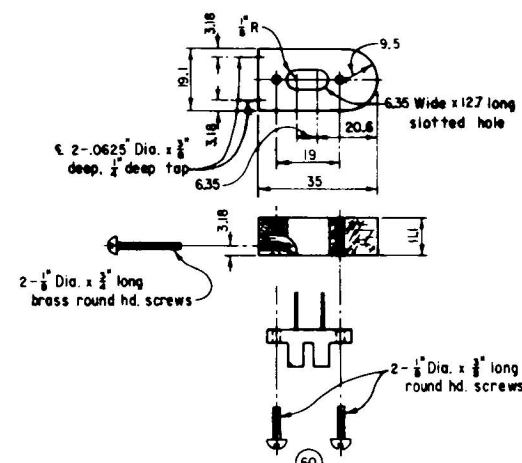 3.18
1/8" R
9.5
19.1
6.35 Wide x 12.7 long
slotted hole
3.18
20.6
℄ 2-.0625" Dia. x 3/8"
deep, 1/4" deep tap
6.35
19
35
3.18
11.1
2-1/8" Dia. x 3/4" long
brass round hd. screws
2-1/8" Dia. x 3/8" long
round hd. screws
60